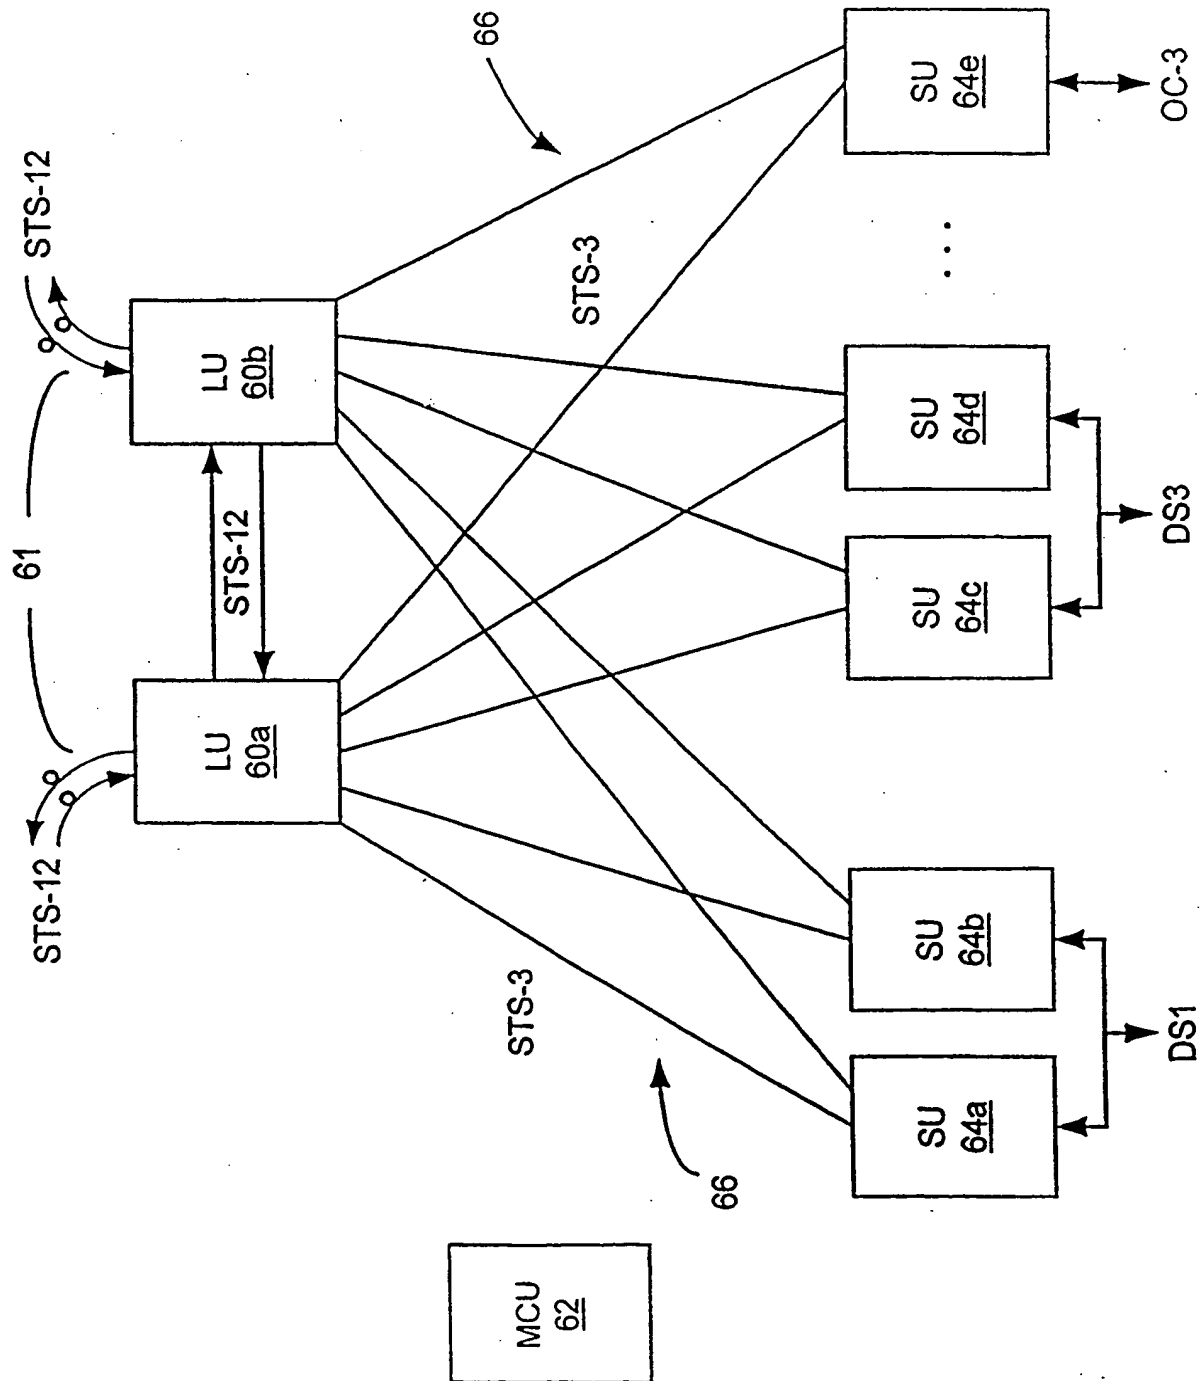 61
STS-12
STS-12
LU
60a
STS-12
LU
60b
66
STS-3
STS-3
66
MCU
62
SU
64a
SU
64b
SU
64c
SU
64d
. . .
SU
64e
DS1
DS3
OC-3